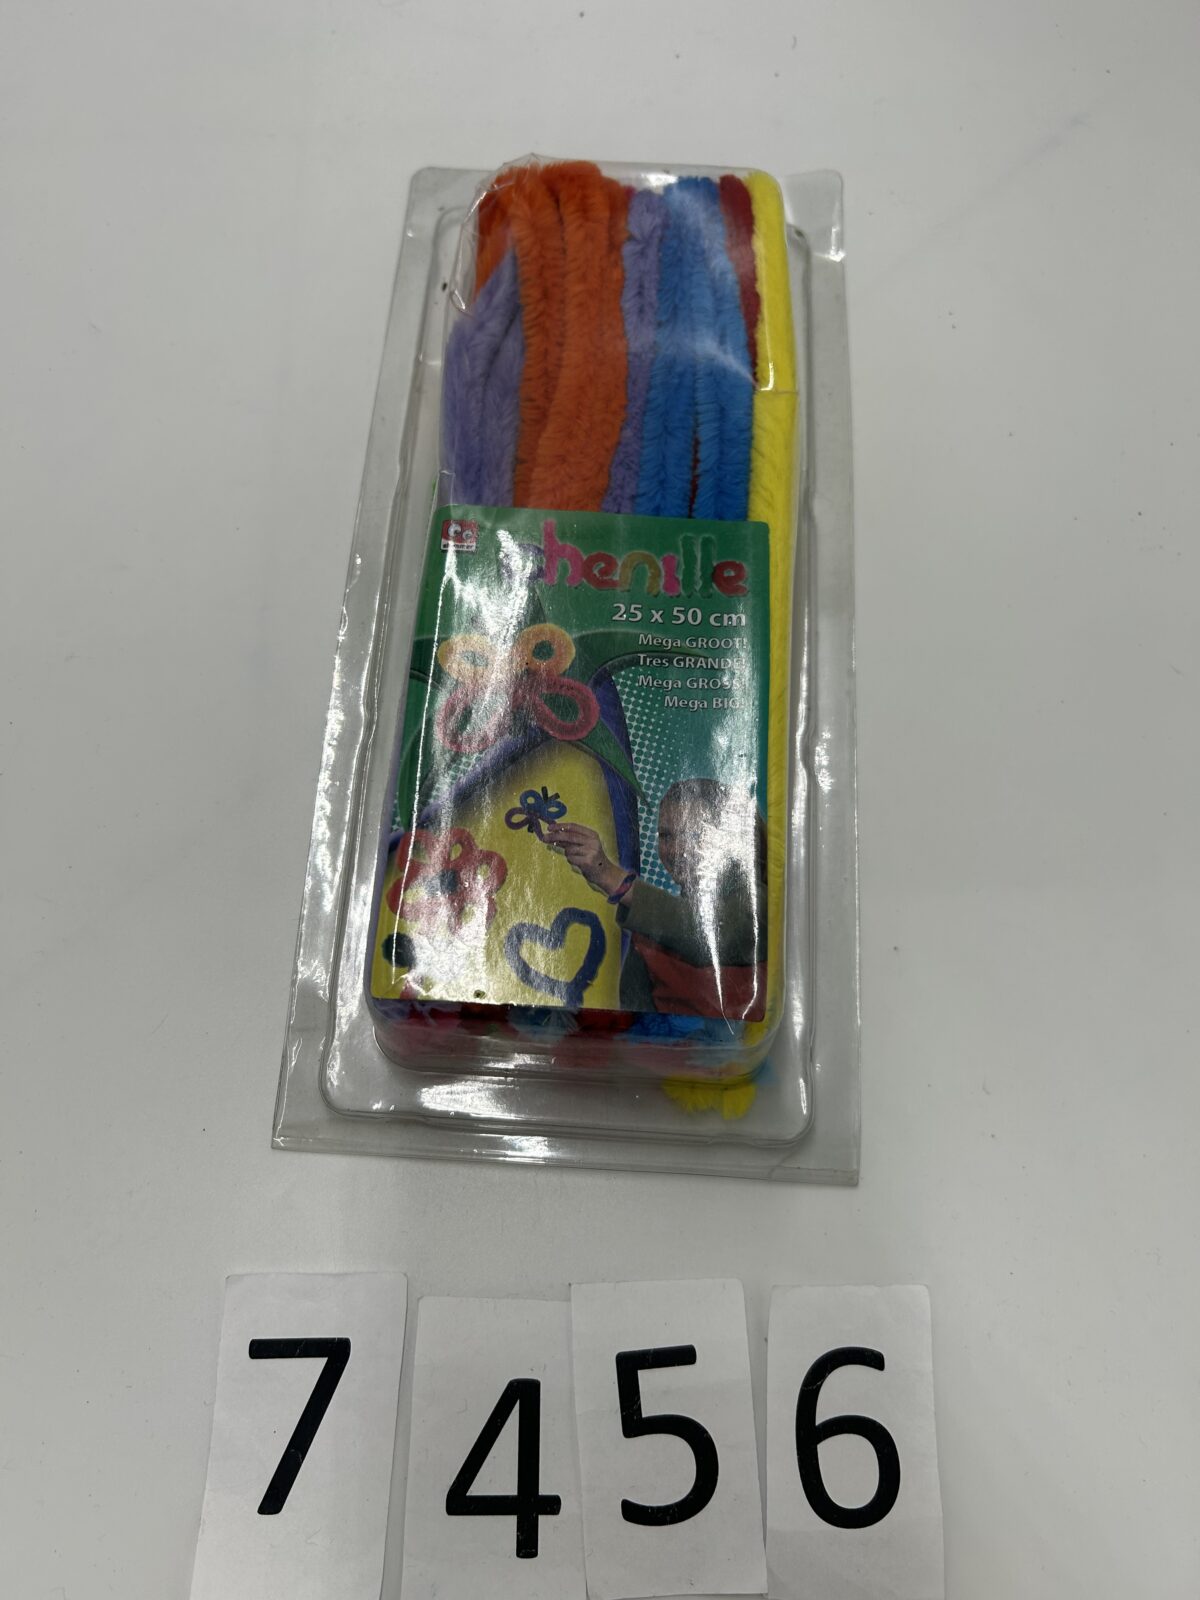 chenille
25 x 50 cm
Mega GROOT!
Tres GRANDE!
Mega GROSS!
Mega BIG!
7 4 5 6